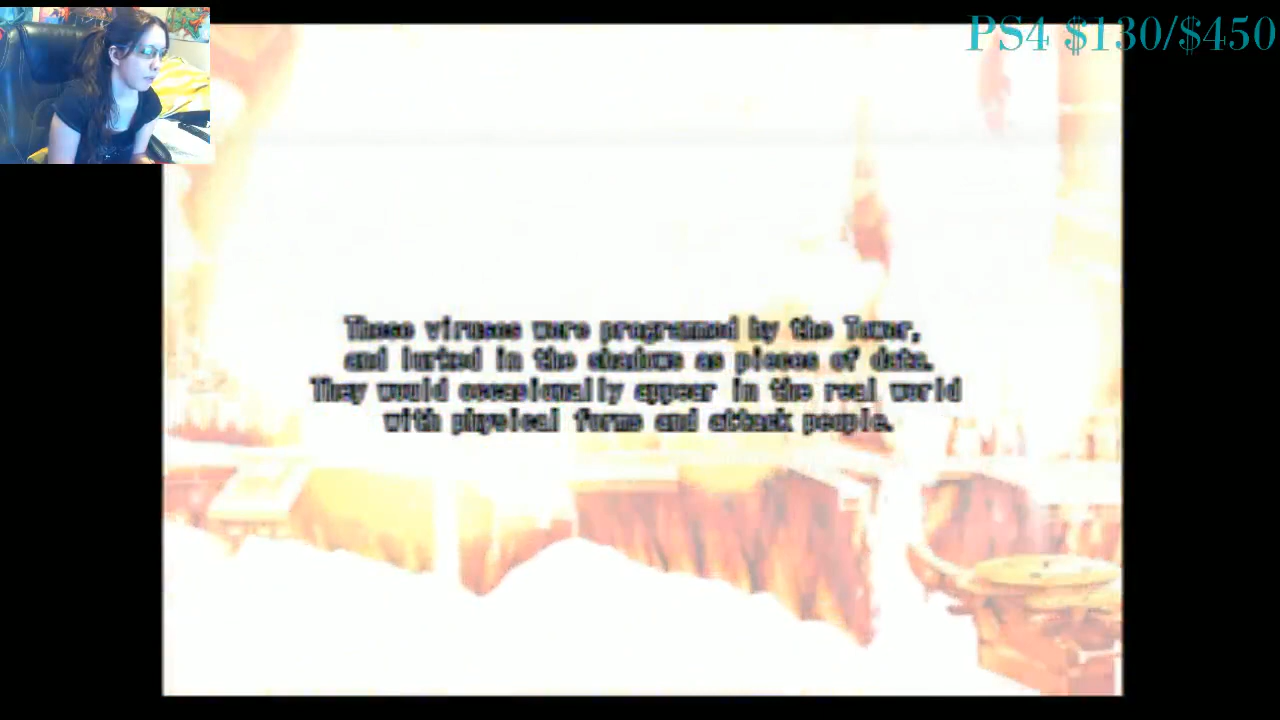 PS4 $130/$450
These viruses were programmed by the Tower,
and lurked in the shadows as pieces of data.
They would occasionally appear in the real world
with physical forms and attack people.